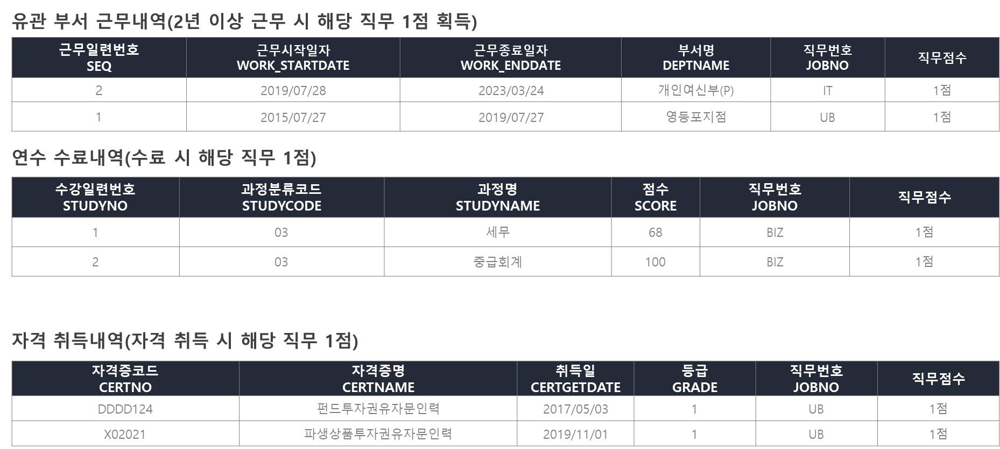 유관 부서 근무내역(2년 이상 근무 시 해당 직무 1점 획득)
근무일련번호 근무시작일자 근무종료일자 부서명 직무번호 직무점수
SEQ WORK_STARTDATE WORK_ENDDATE DEPTNAME JOBNO
2 2019/07/28 2023/03/24 개인여신부(P) IT 1점
1 2015/07/27 2019/07/27 영등포지점 UB 1점
연수 수료내역(수료 시 해당 직무 1점)
수강일련번호 과정분류코드 과정명 점수 직무번호 직무점수
STUDYNO STUDYCODE STUDYNAME SCORE JOBNO
1 03 세무 68 BIZ 1점
2 03 중급회계 100 BIZ 1점
자격 취득내역(자격 취득 시 해당 직무 1점)
자격증코드 자격증명 취득일 등급 직무번호 직무점수
CERTNO CERTNAME CERTGETDATE GRADE JOBNO
DDDD124 펀드투자권유자문인력 2017/05/03 1 UB 1점
X02021 파생상품투자권유자문인력 2019/11/01 1 UB 1점